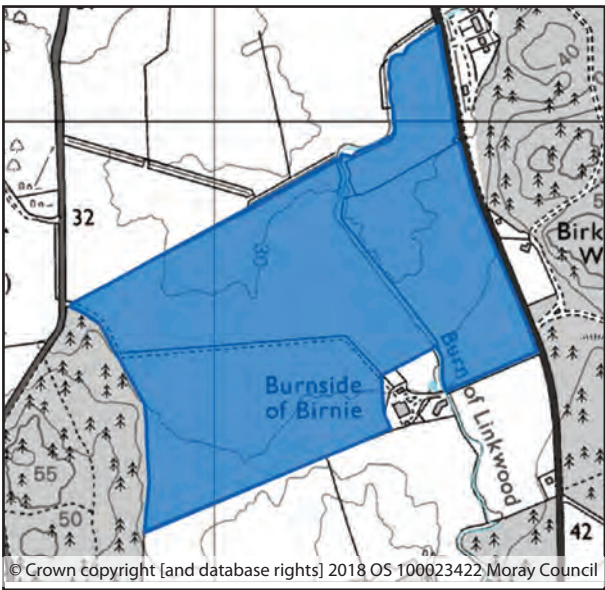 40
32
5
Birk
W
30
Burn of Linkwood
Burnside
of Birnie
55
50
42
© Crown copyright [and database rights] 2018 OS 100023422 Moray Council